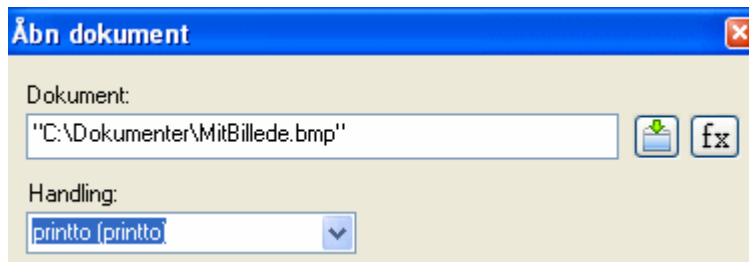 Åbn dokument
Dokument:
"C:\Dokumenter\MitBillede.bmp"
fx
Handling:
printto (printto)